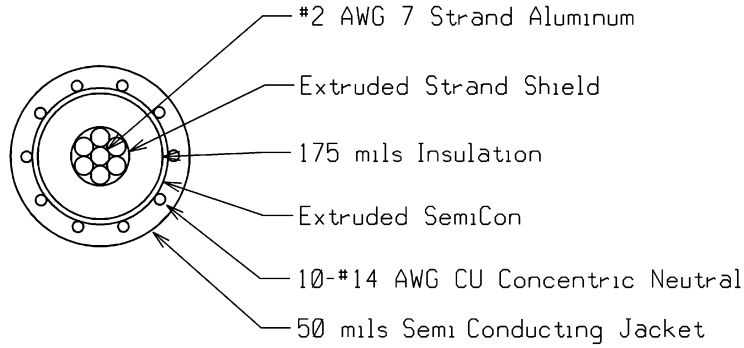 #2 AWG 7 Strand Aluminum
Extruded Strand Shield
175 mils Insulation
Extruded SemiCon
10-#14 AWG CU Concentric Neutral
50 mils Semi Conducting Jacket